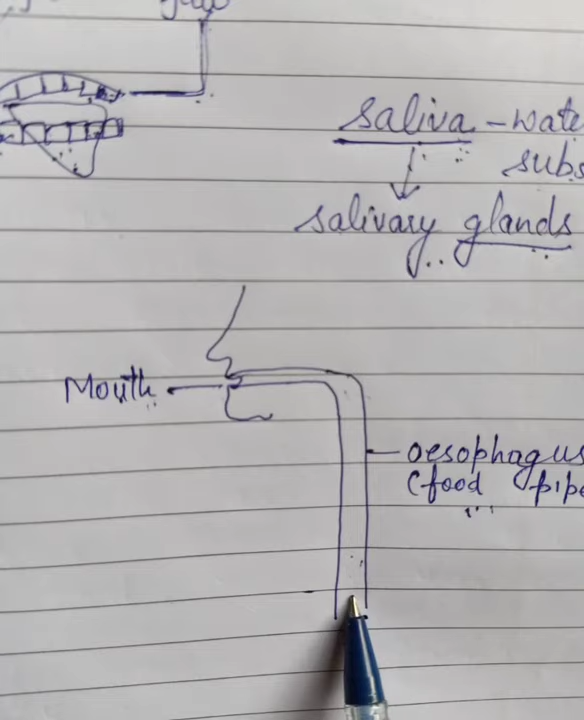 saliva - wate
subs
salivary glands
Mouth
oesophagus
(food pipe